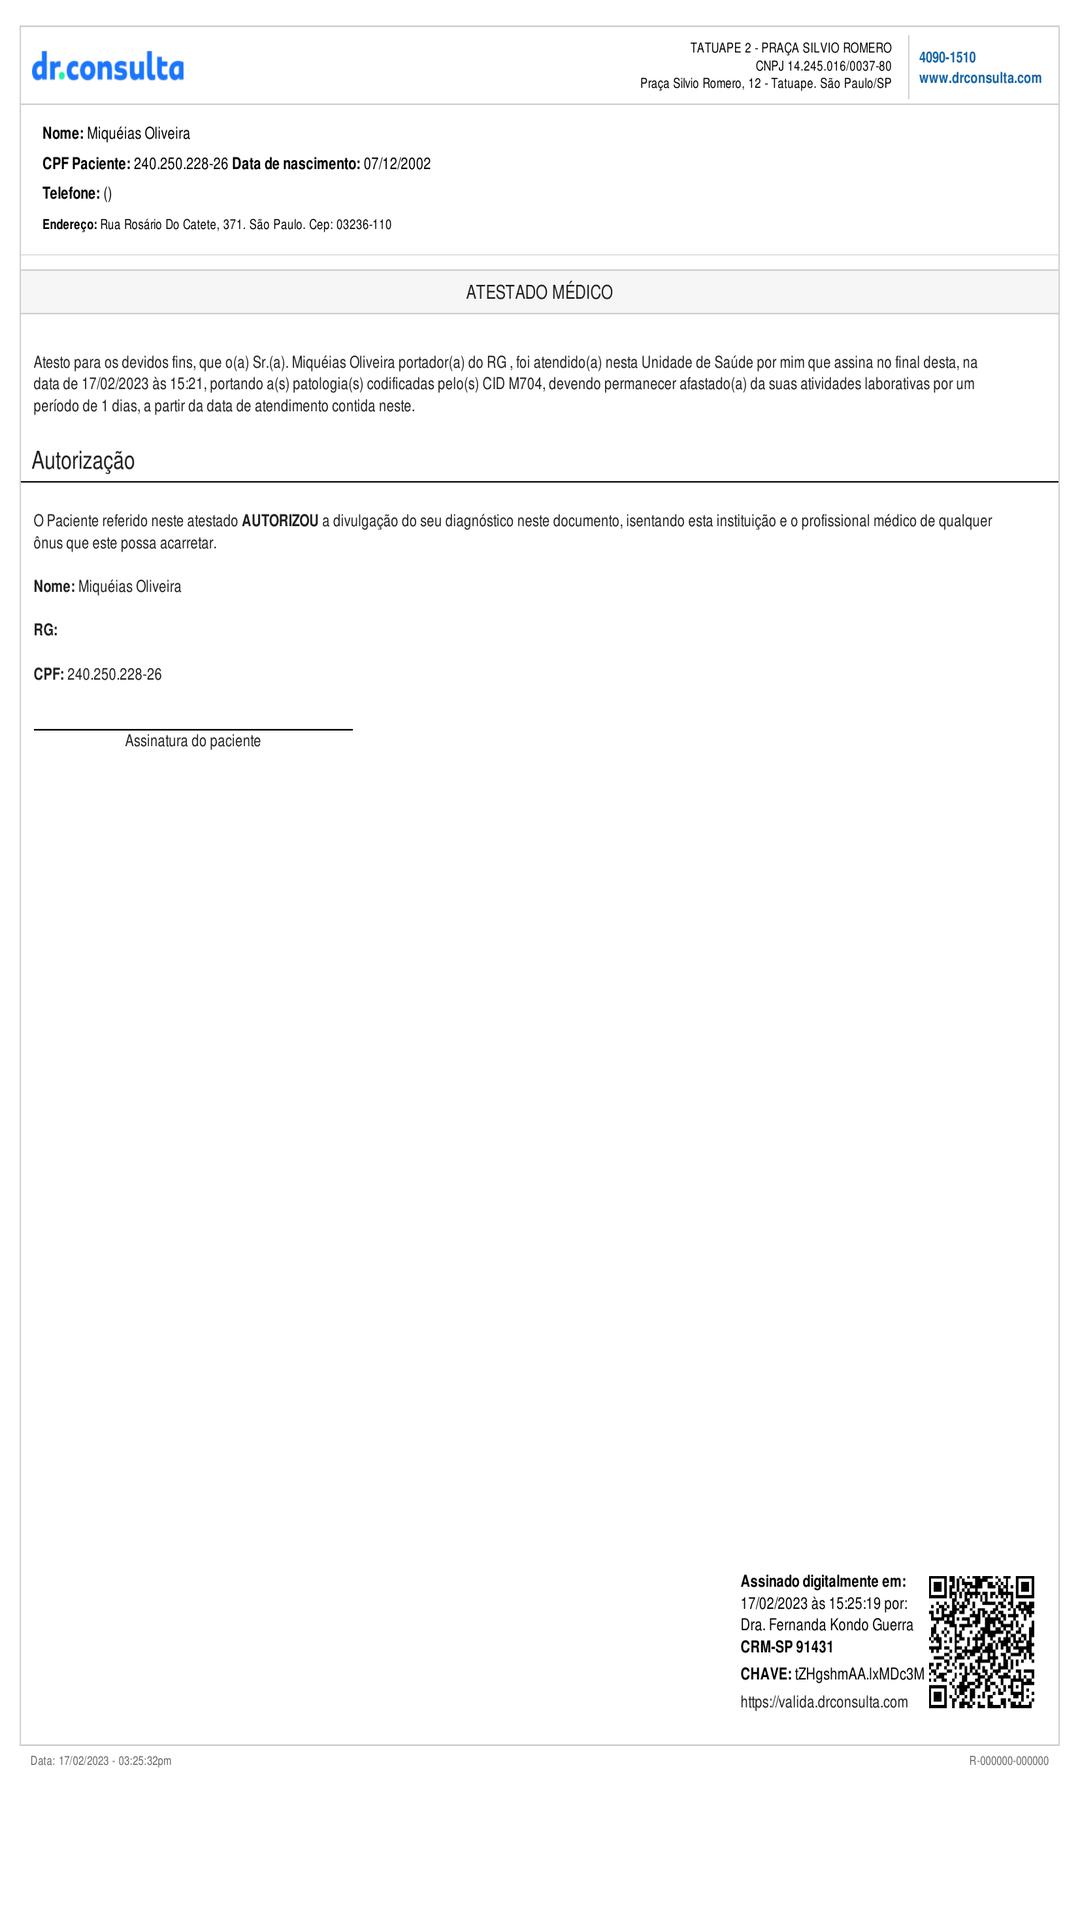 dr.consulta
TATUAPE 2 - PRAÇA SILVIO ROMERO
CNPJ 14.245.016/0037-80
Praça Silvio Romero, 12 - Tatuape. São Paulo/SP
4090-1510
www.drconsulta.com
Nome: Miquéias Oliveira
CPF Paciente: 240.250.228-26 Data de nascimento: 07/12/2002
Telefone: ()
Endereço: Rua Rosário Do Catete, 371. São Paulo. Cep: 03236-110
ATESTADO MÉDICO
Atesto para os devidos fins, que o(a) Sr.(a). Miquéias Oliveira portador(a) do RG , foi atendido(a) nesta Unidade de Saúde por mim que assina no final desta, na
data de 17/02/2023 às 15:21, portando a(s) patologia(s) codificadas pelo(s) CID M704, devendo permanecer afastado(a) da suas atividades laborativas por um
período de 1 dias, a partir da data de atendimento contida neste.
Autorização
O Paciente referido neste atestado AUTORIZOU a divulgação do seu diagnóstico neste documento, isentando esta instituição e o profissional médico de qualquer
ônus que este possa acarretar.
Nome: Miquéias Oliveira
RG:
CPF: 240.250.228-26
Assinatura do paciente
Assinado digitalmente em:
17/02/2023 às 15:25:19 por:
Dra. Fernanda Kondo Guerra
CRM-SP 91431
CHAVE: tZHgshmAA.lxMDc3M
https://valida.drconsulta.com
Data: 17/02/2023 - 03:25:32pm
R-000000-000000